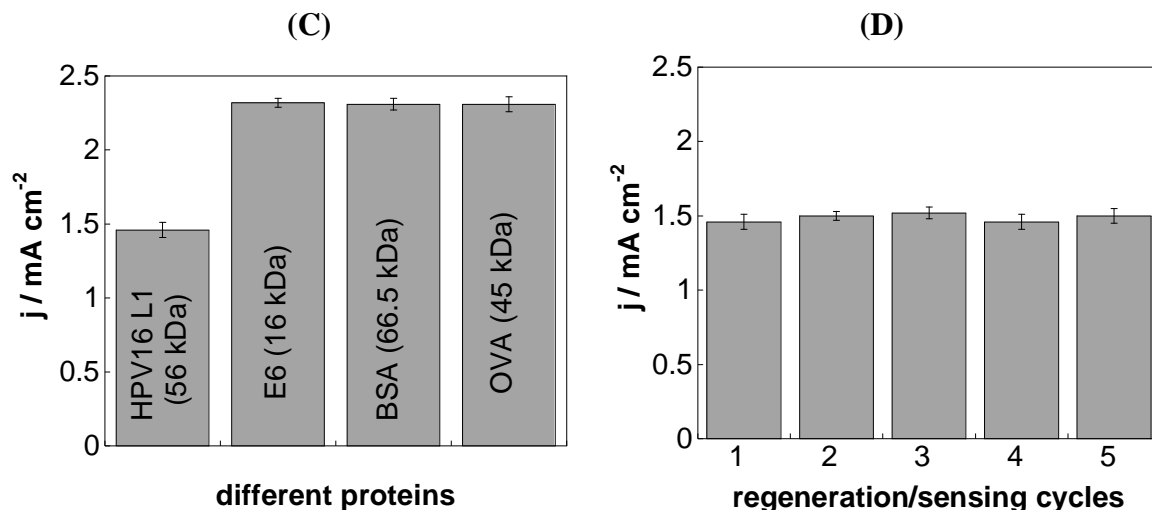 (C)
j / mA cm⁻²
2.5
2
1.5
1
0.5
0
HPV16 L1
(56 kDa)
E6 (16 kDa)
BSA (66.5 kDa)
OVA (45 kDa)
different proteins
(D)
j / mA cm⁻²
2.5
2
1.5
1
0.5
0
1 2 3 4 5
regeneration/sensing cycles